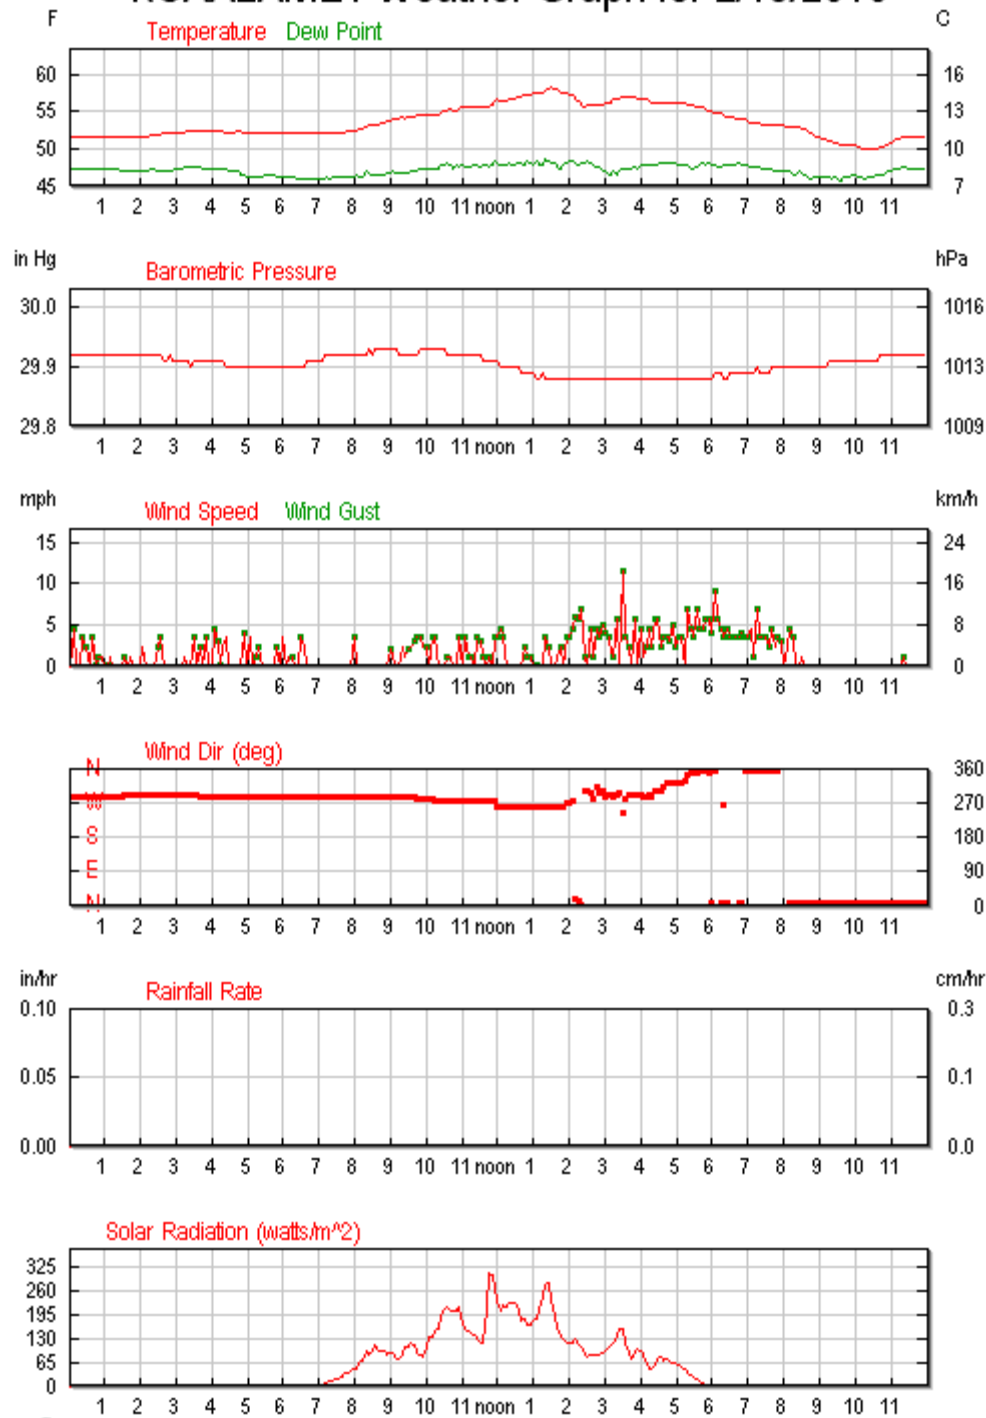 Weather Graph for
F C
Temperature Dew Point
60 16
55 13
50 10
45 7
1 2 3 4 5 6 7 8 9 10 11 noon 1 2 3 4 5 6 7 8 9 10 11
in Hg hPa
Barometric Pressure
30.0 1016
29.9 1013
29.8 1009
1 2 3 4 5 6 7 8 9 10 11 noon 1 2 3 4 5 6 7 8 9 10 11
mph km/h
Wind Speed Wind Gust
15 24
10 16
5 8
0 0
1 2 3 4 5 6 7 8 9 10 11 noon 1 2 3 4 5 6 7 8 9 10 11
Wind Dir (deg)
N 360
W 270
S 180
E 90
N 0
1 2 3 4 5 6 7 8 9 10 11 noon 1 2 3 4 5 6 7 8 9 10 11
in/hr cm/hr
Rainfall Rate
0.10 0.3
0.05 0.1
0.00 0.0
1 2 3 4 5 6 7 8 9 10 11 noon 1 2 3 4 5 6 7 8 9 10 11
Solar Radiation (watts/m^2)
325
260
195
130
65
0
1 2 3 4 5 6 7 8 9 10 11 noon 1 2 3 4 5 6 7 8 9 10 11